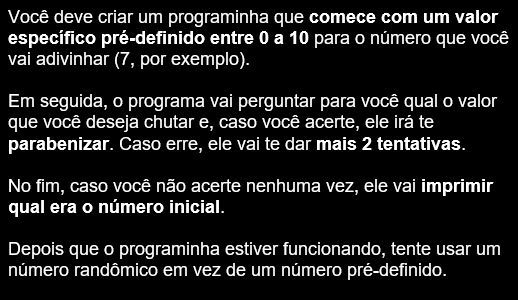 Você deve criar um programinha que comece com um valor
específico pré-definido entre 0 a 10 para o número que você
vai adivinhar (7, por exemplo).
Em seguida, o programa vai perguntar para você qual o valor
que você deseja chutar e, caso você acerte, ele irá te
parabenizar. Caso erre, ele vai te dar mais 2 tentativas.
No fim, caso você não acerte nenhuma vez, ele vai imprimir
qual era o número inicial.
Depois que o programinha estiver funcionando, tente usar um
número randômico em vez de um número pré-definido.